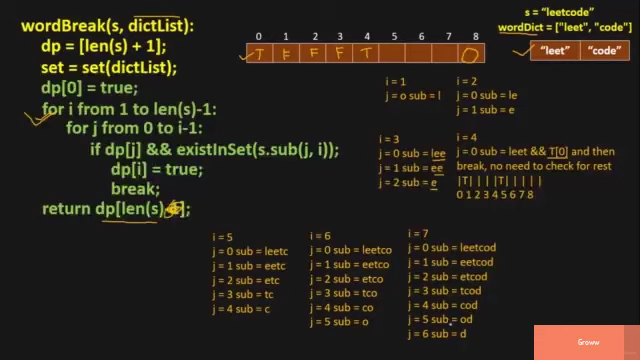 s = "leetcode"
wordDict = ["leet", "code"]
"leet" "code"
wordBreak(s, dictList):
dp = [len(s) + 1];
set = set(dictList);
dp[0] = true;
for i from 1 to len(s)-1:
for j from 0 to i-1:
if dp[j] && existInSet(s.sub(j, i));
dp[i] = true;
break;
return dp[len(s) ];
0 1 2 3 4 5 6 7 8
T F F F T
i = 1
j = o sub = l
i = 2
j = 0 sub = le
j = 1 sub = e
i = 3
j = 0 sub = lee
j = 1 sub = ee
j = 2 sub = e
i = 4
j = 0 sub = leet && T[0] and then
break, no need to check for rest
|T| | | |T| | | | |
0 1 2 3 4 5 6 7 8
i = 5
j = 0 sub = leetc
j = 1 sub = eetc
j = 2 sub = etc
j = 3 sub = tc
j = 4 sub = c
i = 6
j = 0 sub = leetco
j = 1 sub = eetco
j = 2 sub = etco
j = 3 sub = tco
j = 4 sub = co
j = 5 sub = o
i = 7
j = 0 sub = leetcod
j = 1 sub = eetcod
j = 2 sub = etcod
j = 3 sub = tcod
j = 4 sub = cod
j = 5 sub = od
j = 6 sub = d
Groww